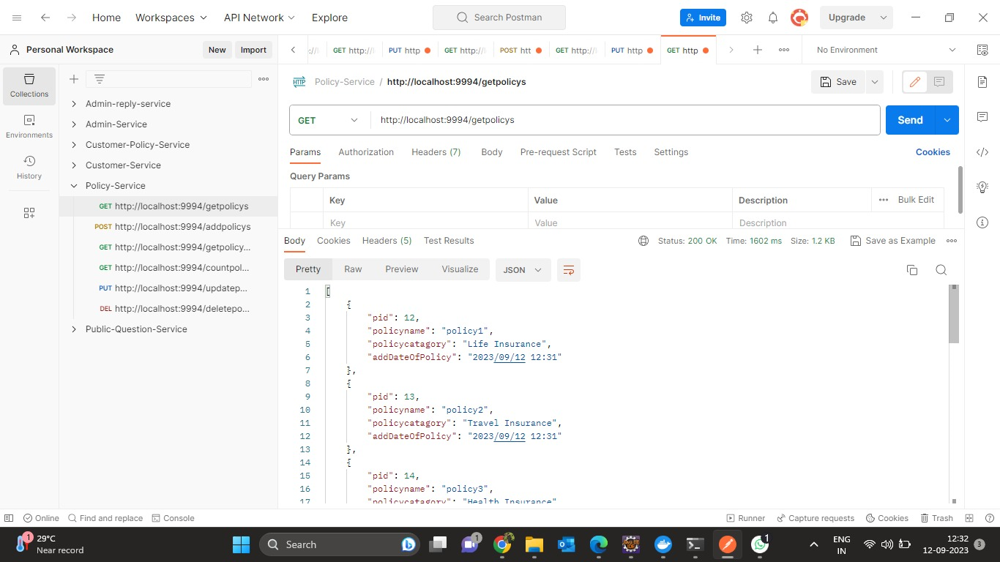 Home Workspaces API Network Explore Search Postman Invite Upgrade
Personal Workspace New Import
GET http://l PUT http GET http://l POST htt GET http://l PUT http GET http No Environment
Collections
Environments
History
Admin-reply-service
Admin-Service
Customer-Policy-Service
Customer-Service
Policy-Service
GET http://localhost:9994/getpolicys
POST http://localhost:9994/addpolicys
GET http://localhost:9994/getpolicy...
GET http://localhost:9994/countpol...
PUT http://localhost:9994/updatep...
DEL http://localhost:9994/deletepo...
Public-Question-Service
HTTP Policy-Service / http://localhost:9994/getpolicys Save
GET http://localhost:9994/getpolicys Send
Params Authorization Headers (7) Body Pre-request Script Tests Settings Cookies
Query Params
Key Value Description Bulk Edit
Key Value Description
Body Cookies Headers (5) Test Results Status: 200 OK Time: 1602 ms Size: 1.2 KB Save as Example
Pretty Raw Preview Visualize JSON
1 [
2 {
3 "pid": 12,
4 "policyname": "policy1",
5 "policycatagory": "Life Insurance",
6 "addDateOfPolicy": "2023/09/12 12:31"
7 },
8 {
9 "pid": 13,
10 "policyname": "policy2",
11 "policycatagory": "Travel Insurance",
12 "addDateOfPolicy": "2023/09/12 12:31"
13 },
14 {
15 "pid": 14,
16 "policyname": "policy3",
17 "policycatagory": "Health Insurance"
Online Find and replace Console Runner Capture requests Cookies Trash
1 29°C
Near record
Search
1
1
ENG
IN
12:32
12-09-2023
3